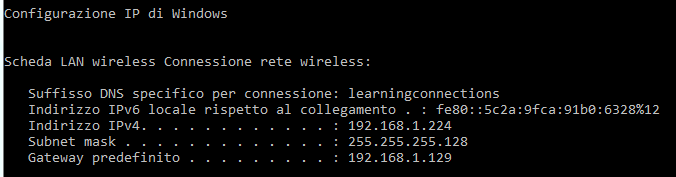 Configurazione IP di Windows
Scheda LAN wireless Connessione rete wireless:
Suffisso DNS specifico per connessione: learningconnections
Indirizzo IPv6 locale rispetto al collegamento . : fe80::5c2a:9fca:91b0:6328%12
Indirizzo IPv4. . . . . . . . . . . . : 192.168.1.224
Subnet mask . . . . . . . . . . . . . : 255.255.255.128
Gateway predefinito . . . . . . . . . : 192.168.1.129